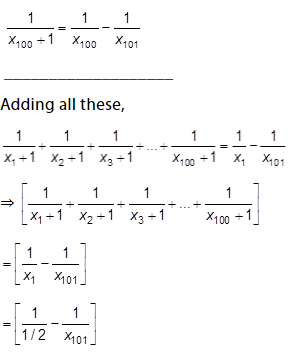 1/(x₁₀₀ + 1) = 1/x₁₀₀ − 1/x₁₀₁
____________________
Adding all these,
1/(x₁ + 1) + 1/(x₂ + 1) + 1/(x₃ + 1) + ... + 1/(x₁₀₀ + 1) = 1/x₁ − 1/x₁₀₁
⇒ [1/(x₁ + 1) + 1/(x₂ + 1) + 1/(x₃ + 1) + ... + 1/(x₁₀₀ + 1)]
= [1/x₁ − 1/x₁₀₁]
= [1/(1/2) − 1/x₁₀₁]